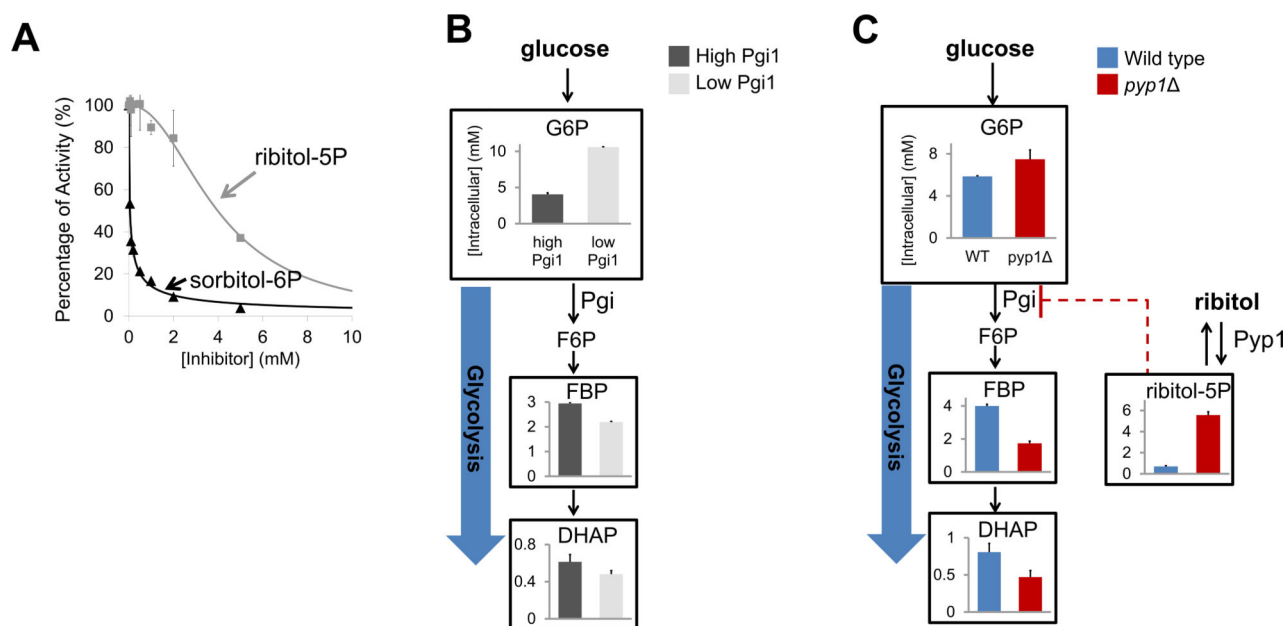 A
Percentage of Activity (%)
100
80
60
40
20
0
ribitol-5P
sorbitol-6P
0 2 4 6 8 10
[Inhibitor] (mM)
B
glucose
High Pgi1
Low Pgi1
G6P
[Intracellular] (mM)
15
10
5
0
high Pgi1
low Pgi1
Pgi
F6P
Glycolysis
FBP
3
2
1
0
DHAP
0.8
0.4
0
C
glucose
Wild type
pyp1Δ
G6P
[Intracellular] (mM)
8
4
0
WT pyp1Δ
Pgi
F6P
ribitol
Pyp1
Glycolysis
FBP
4
2
0
ribitol-5P
6
4
2
0
DHAP
1
0.5
0